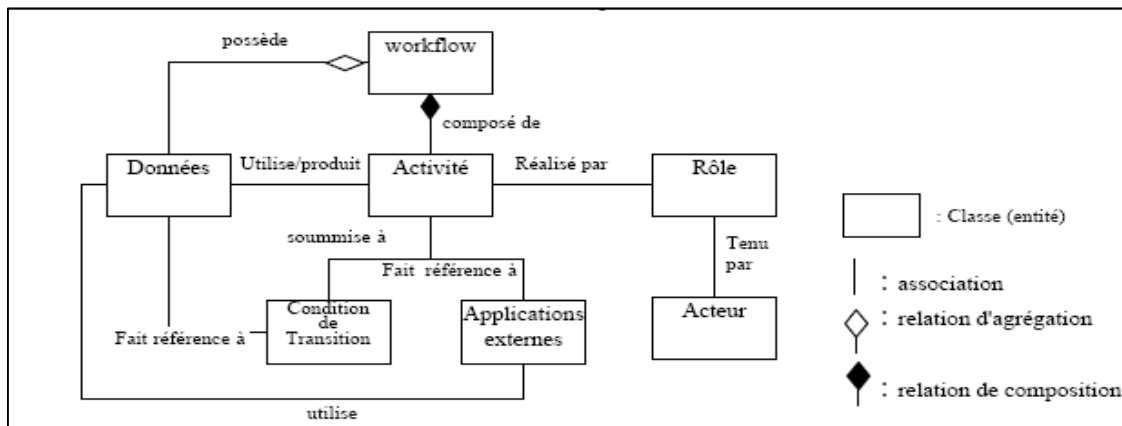 possède
workflow
composé de
Données
Utilise/produit
Activité
Réalisé par
Rôle
soummise à
Fait référence à
Tenu
par
Condition
de
Transition
Applications
externes
Acteur
Fait référence à
utilise
: Classe (entité)
: association
: relation d'agrégation
: relation de composition